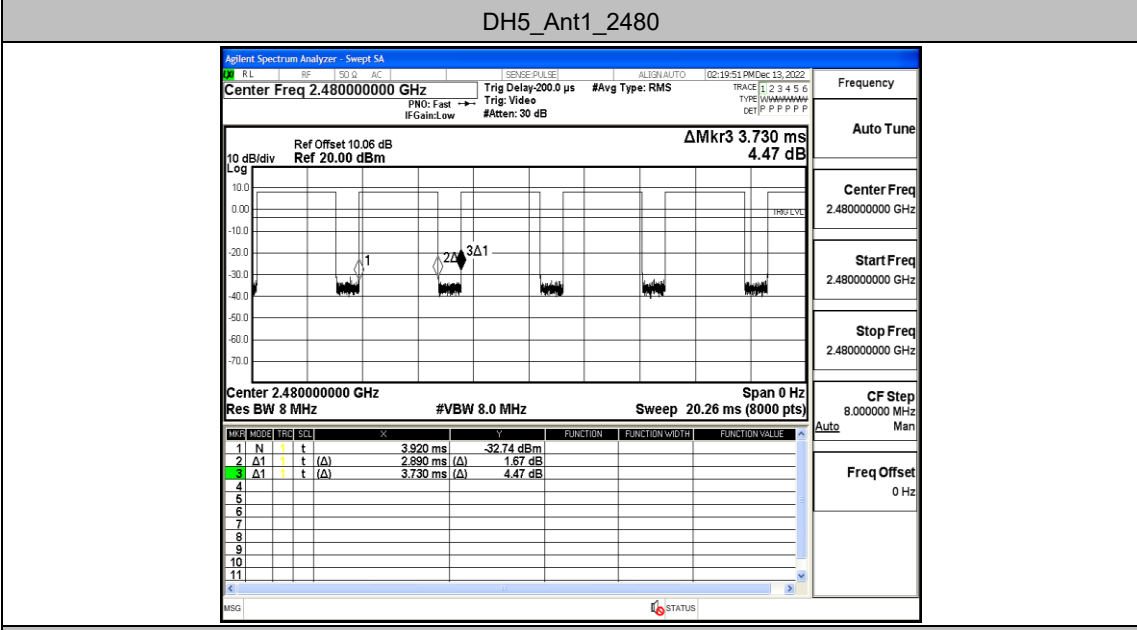 DH5_Ant1_2480
Agilent Spectrum Analyzer - Swept SA
RL RF 50 Ω AC SENSE:PULSE ALIGNAUTO 02:19:51 PMDec 13, 2022
Center Freq 2.480000000 GHz
PNO: Fast
IFGain:Low
Trig Delay-200.0 µs
Trig: Video
#Atten: 30 dB
#Avg Type: RMS
TRACE 1 2 3 4 5 6
TYPE
DET P P P P P P
Frequency
Auto Tune
Center Freq
2.480000000 GHz
Start Freq
2.480000000 GHz
Stop Freq
2.480000000 GHz
CF Step
8.000000 MHz
Auto Man
Freq Offset
0 Hz
ΔMkr3 3.730 ms
4.47 dB
Ref Offset 10.06 dB
10 dB/div Ref 20.00 dBm
Log
10.0
0.00
TRIG LVL
-10.0
-20.0
1 2Δ 3Δ1
-30.0
-40.0
-50.0
-60.0
-70.0
Center 2.480000000 GHz Span 0 Hz
Res BW 8 MHz #VBW 8.0 MHz Sweep 20.26 ms (8000 pts)
MKR MODE TRC SCL X Y FUNCTION FUNCTION WIDTH FUNCTION VALUE
1 N 1 t 3.920 ms -32.74 dBm
2 Δ1 1 t (Δ) 2.890 ms (Δ) 1.67 dB
3 Δ1 1 t (Δ) 3.730 ms (Δ) 4.47 dB
4
5
6
7
8
9
10
11
MSG STATUS